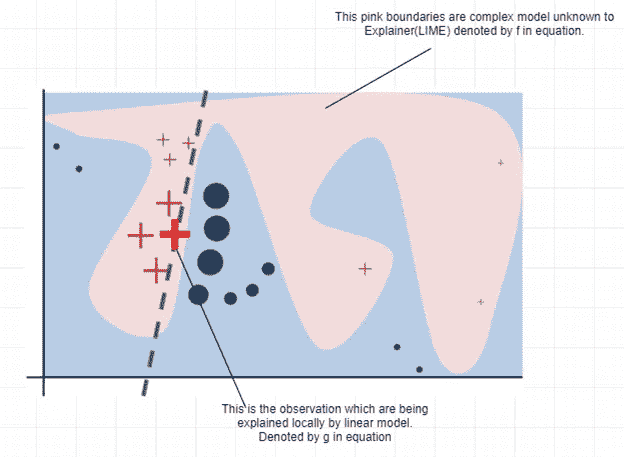 This pink boundaries are complex model unknown to
Explainer(LIME) denoted by f in equation.
This is the observation which are being
explained locally by linear model.
Denoted by g in equation